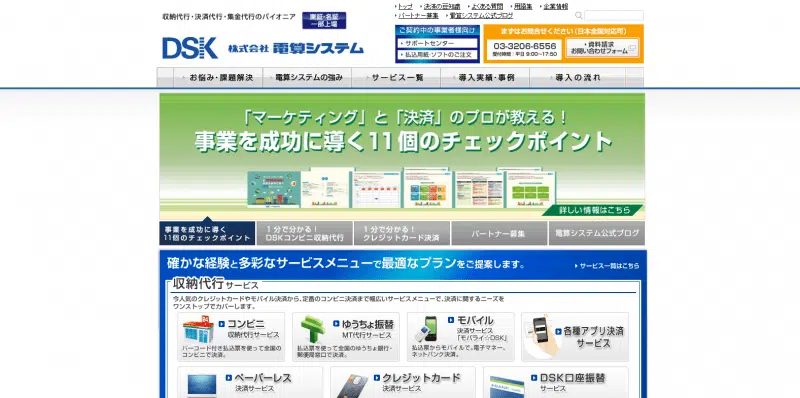 収納代行・決済代行・集金代行のパイオニア
東証・名証
一部上場
トップ
決済の豆知識
よくある質問
用語集
企業情報
パートナー募集
電算システム公式ブログ
DSK 株式会社 電算システム
ご契約中の事業者様向け
サポートセンター
払込用紙・ソフトのご注文
まずはお問合せください(日本全国対応可)
03-3206-6556
受付時間:平日 9:00〜17:50
資料請求
お問い合わせフォーム
お悩み・課題解決
電算システムの強み
サービス一覧
導入実績・事例
導入の流れ
「マーケティング」と「決済」のプロが教える!
事業を成功に導く11個のチェックポイント
詳しい情報はこちら
事業を成功に導く
11個のチェックポイント
1分で分かる!
DSKコンビニ収納代行
1分で分かる!
クレジットカード決済
パートナー募集
電算システム公式ブログ
確かな経験と多彩なサービスメニューで最適なプランをご提案します。
サービス一覧はこちら
収納代行サービス
今人気のクレジットカードやモバイル決済から、定番のコンビニ決済まで幅広いサービスメニューで、決済に関するニーズを
ワンストップでカバーします。
コンビニ
収納代行サービス
バーコード付き払込票を使って全国の
コンビニで決済。
ゆうちょ振替
MT代行サービス
払込票を使って全国のゆうちょ銀行・
郵便局窓口で決済。
モバイル
決済サービス
「モバライ☆DSK」
払込票からモバイルで。電子マネー、
ネットバンク決済。
各種アプリ決済
サービス
ペーパーレス
決済サービス
クレジットカード
決済サービス
DSK口座振替
サービス